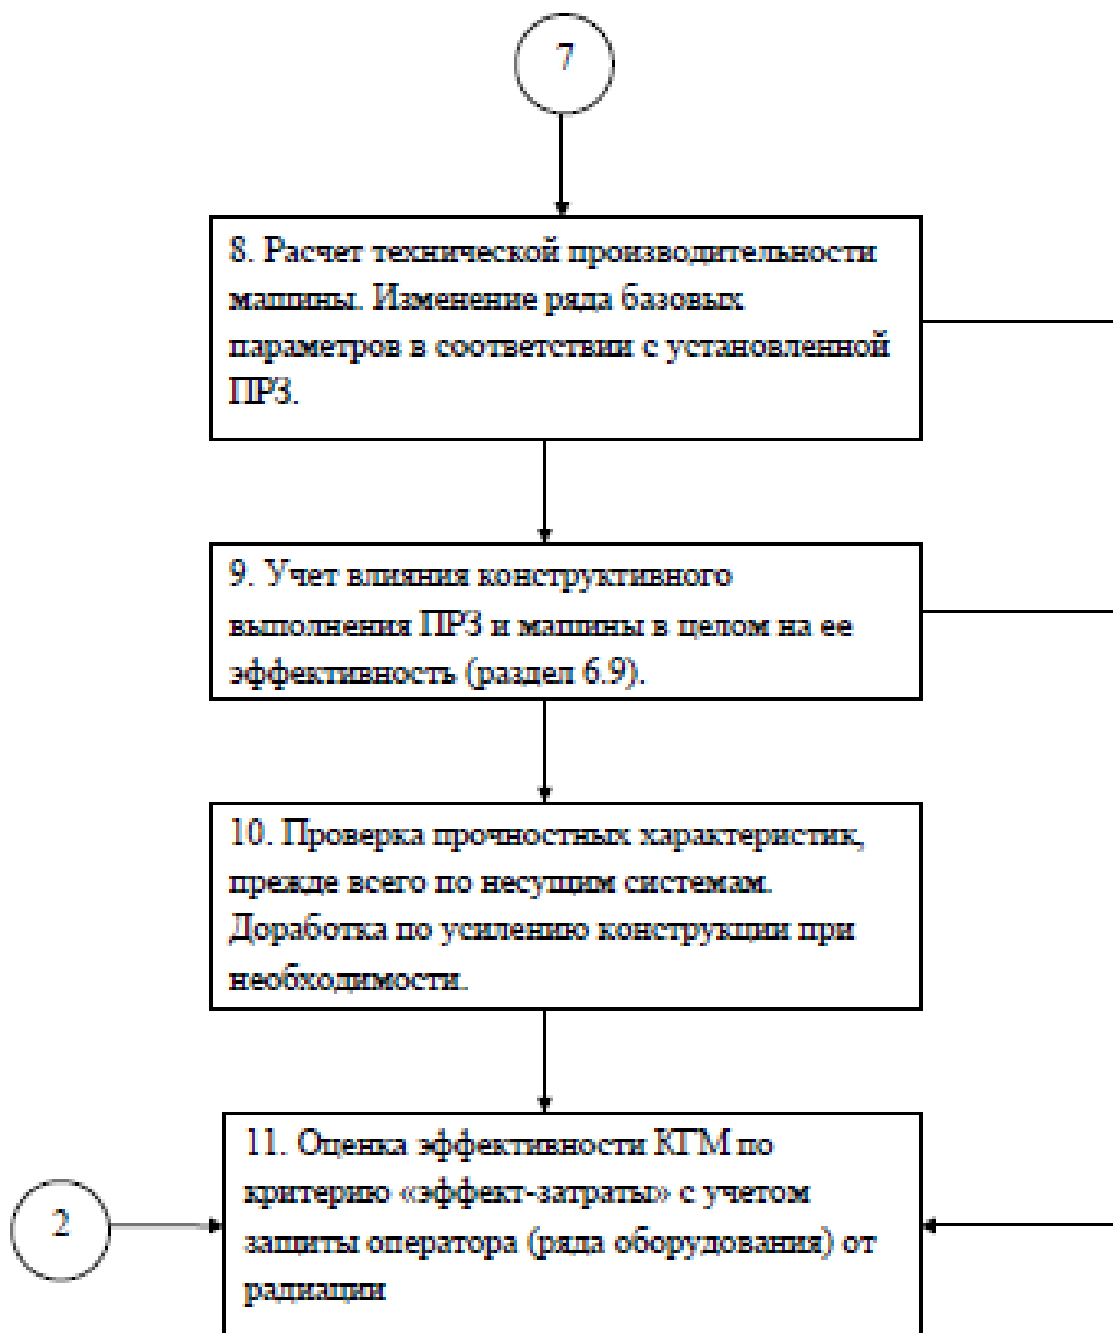 7
8. Расчет технической производительности
машины. Изменение ряда базовых
параметров в соответствии с установленной
ПРЗ.
9. Учет влияния конструктивного
выполнения ПРЗ и машины в целом на ее
эффективность (раздел 6.9).
10. Проверка прочностных характеристик,
прежде всего по несущим системам.
Доработка по усилению конструкции при
необходимости.
11. Оценка эффективности КГМ по
критерию «эффект-затраты» с учетом
защиты оператора (ряда оборудования) от
радиации
2